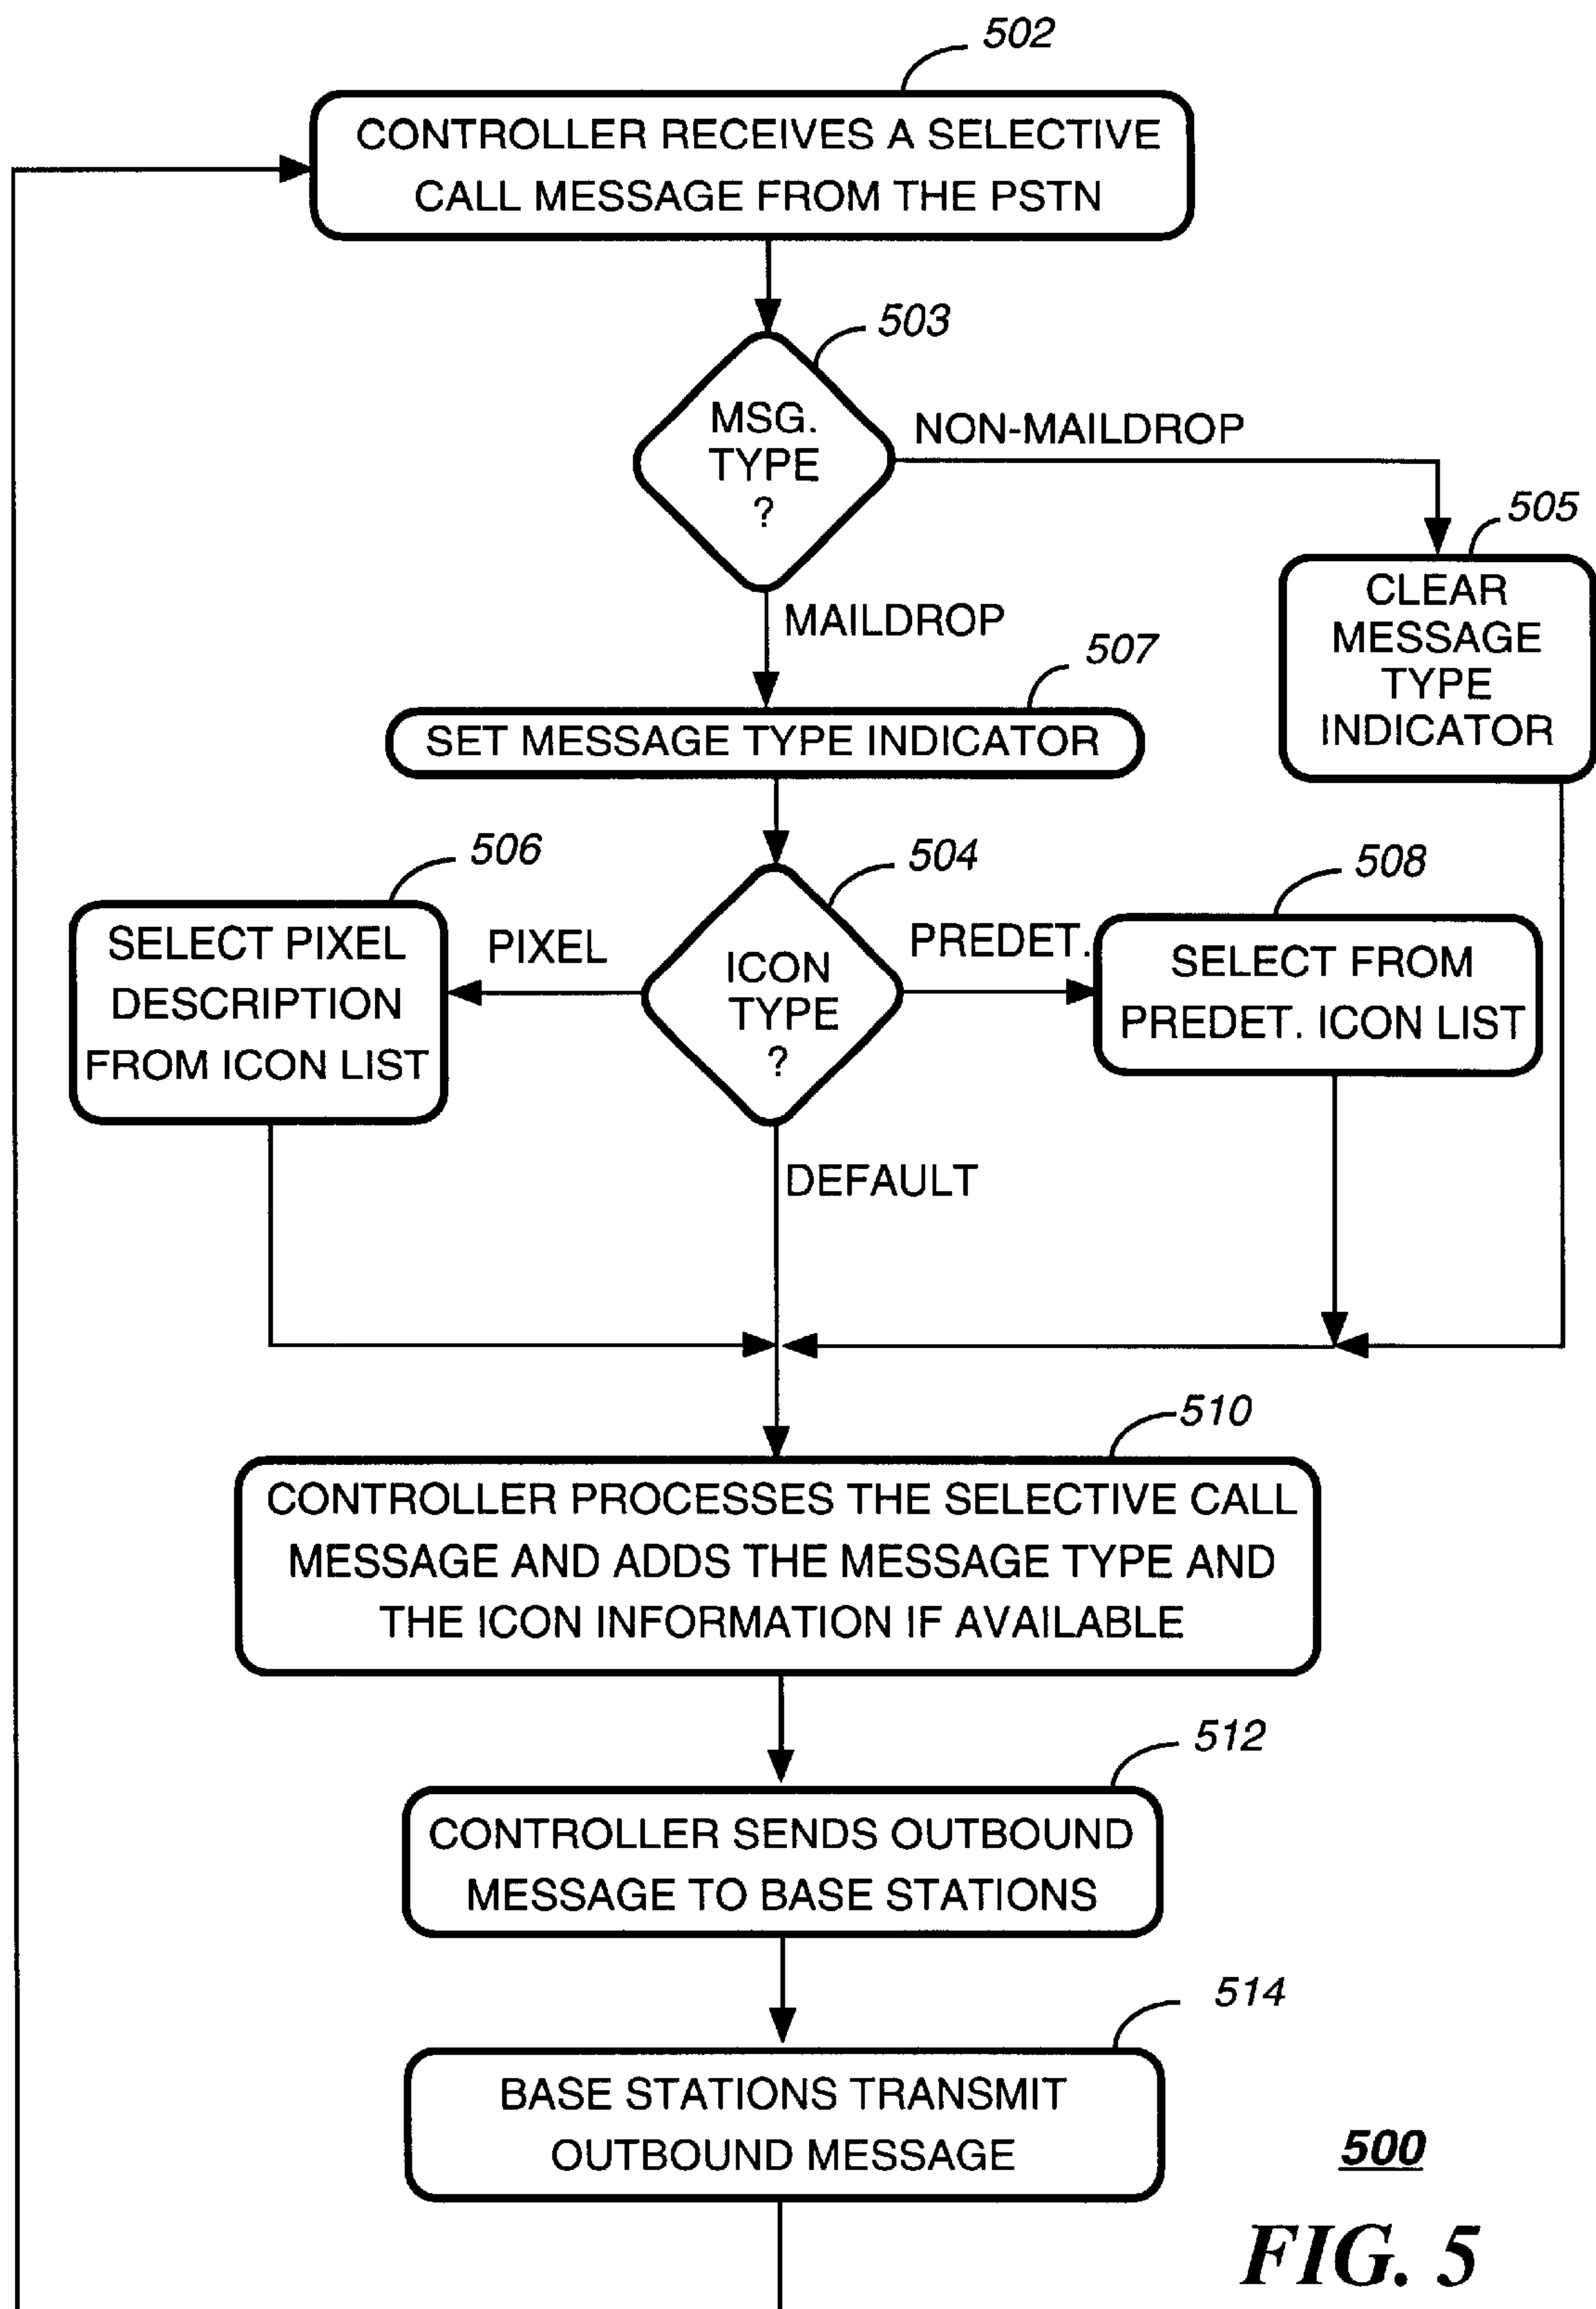 502
CONTROLLER RECEIVES A SELECTIVE
CALL MESSAGE FROM THE PSTN
503
MSG.
TYPE
?
NON-MAILDROP
505
CLEAR
MESSAGE
TYPE
INDICATOR
MAILDROP
507
SET MESSAGE TYPE INDICATOR
506
SELECT PIXEL
DESCRIPTION
FROM ICON LIST
PIXEL
504
ICON
TYPE
?
PREDET.
508
SELECT FROM
PREDET. ICON LIST
DEFAULT
510
CONTROLLER PROCESSES THE SELECTIVE CALL
MESSAGE AND ADDS THE MESSAGE TYPE AND
THE ICON INFORMATION IF AVAILABLE
512
CONTROLLER SENDS OUTBOUND
MESSAGE TO BASE STATIONS
514
BASE STATIONS TRANSMIT
OUTBOUND MESSAGE
500
FIG. 5